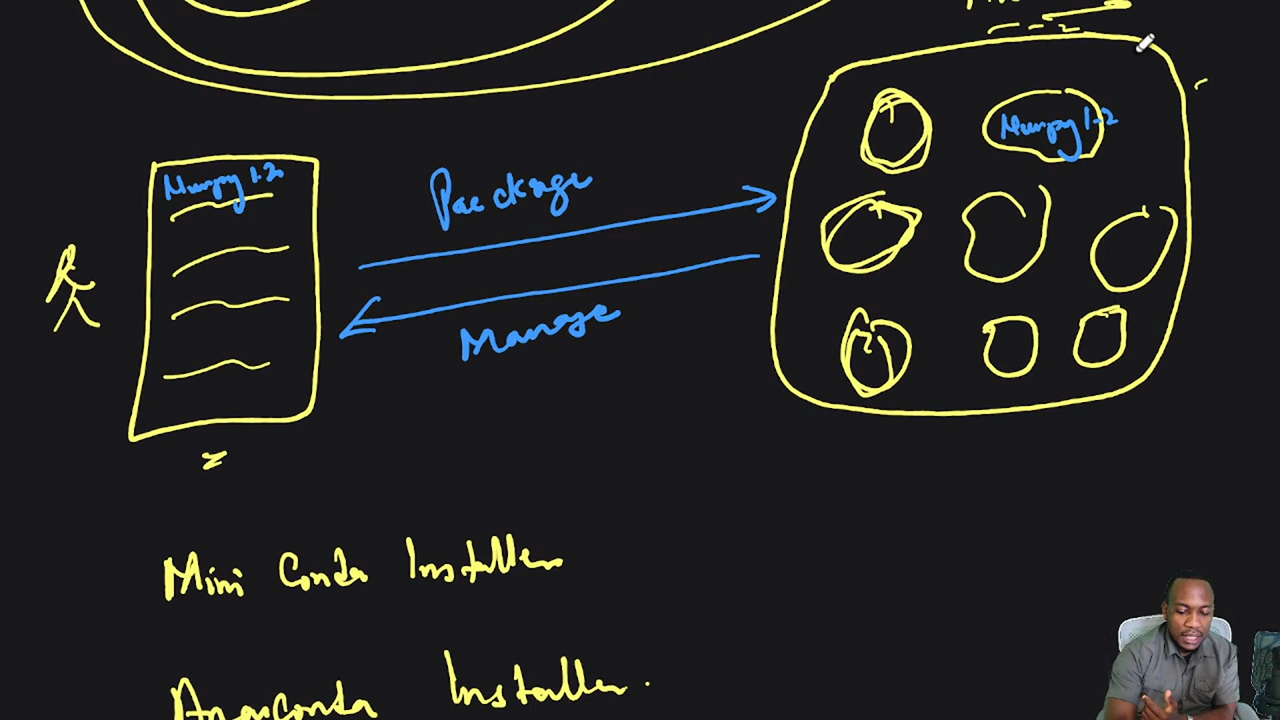 Numpy 1.2
Numpy 1.2
Package
Manage
Mini Conda Installer
Anaconda Installer.